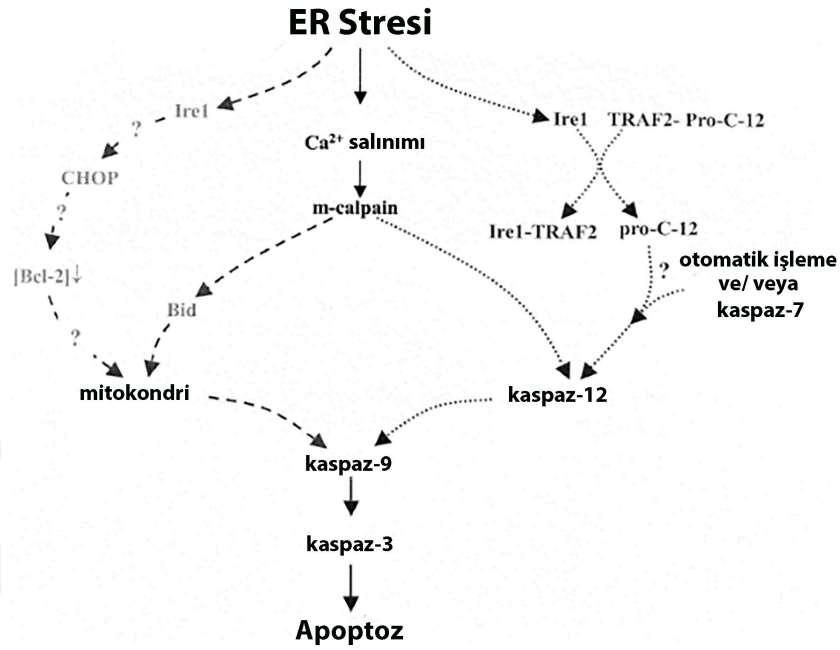 ER Stresi
Ire1
?
CHOP
?
[Bcl-2]↓
?
Ca²⁺ salınımı
m-calpain
Bid
mitokondri
Ire1 TRAF2- Pro-C-12
Ire1-TRAF2 pro-C-12
?
otomatik işleme
ve/ veya
kaspaz-7
kaspaz-12
kaspaz-9
kaspaz-3
Apoptoz